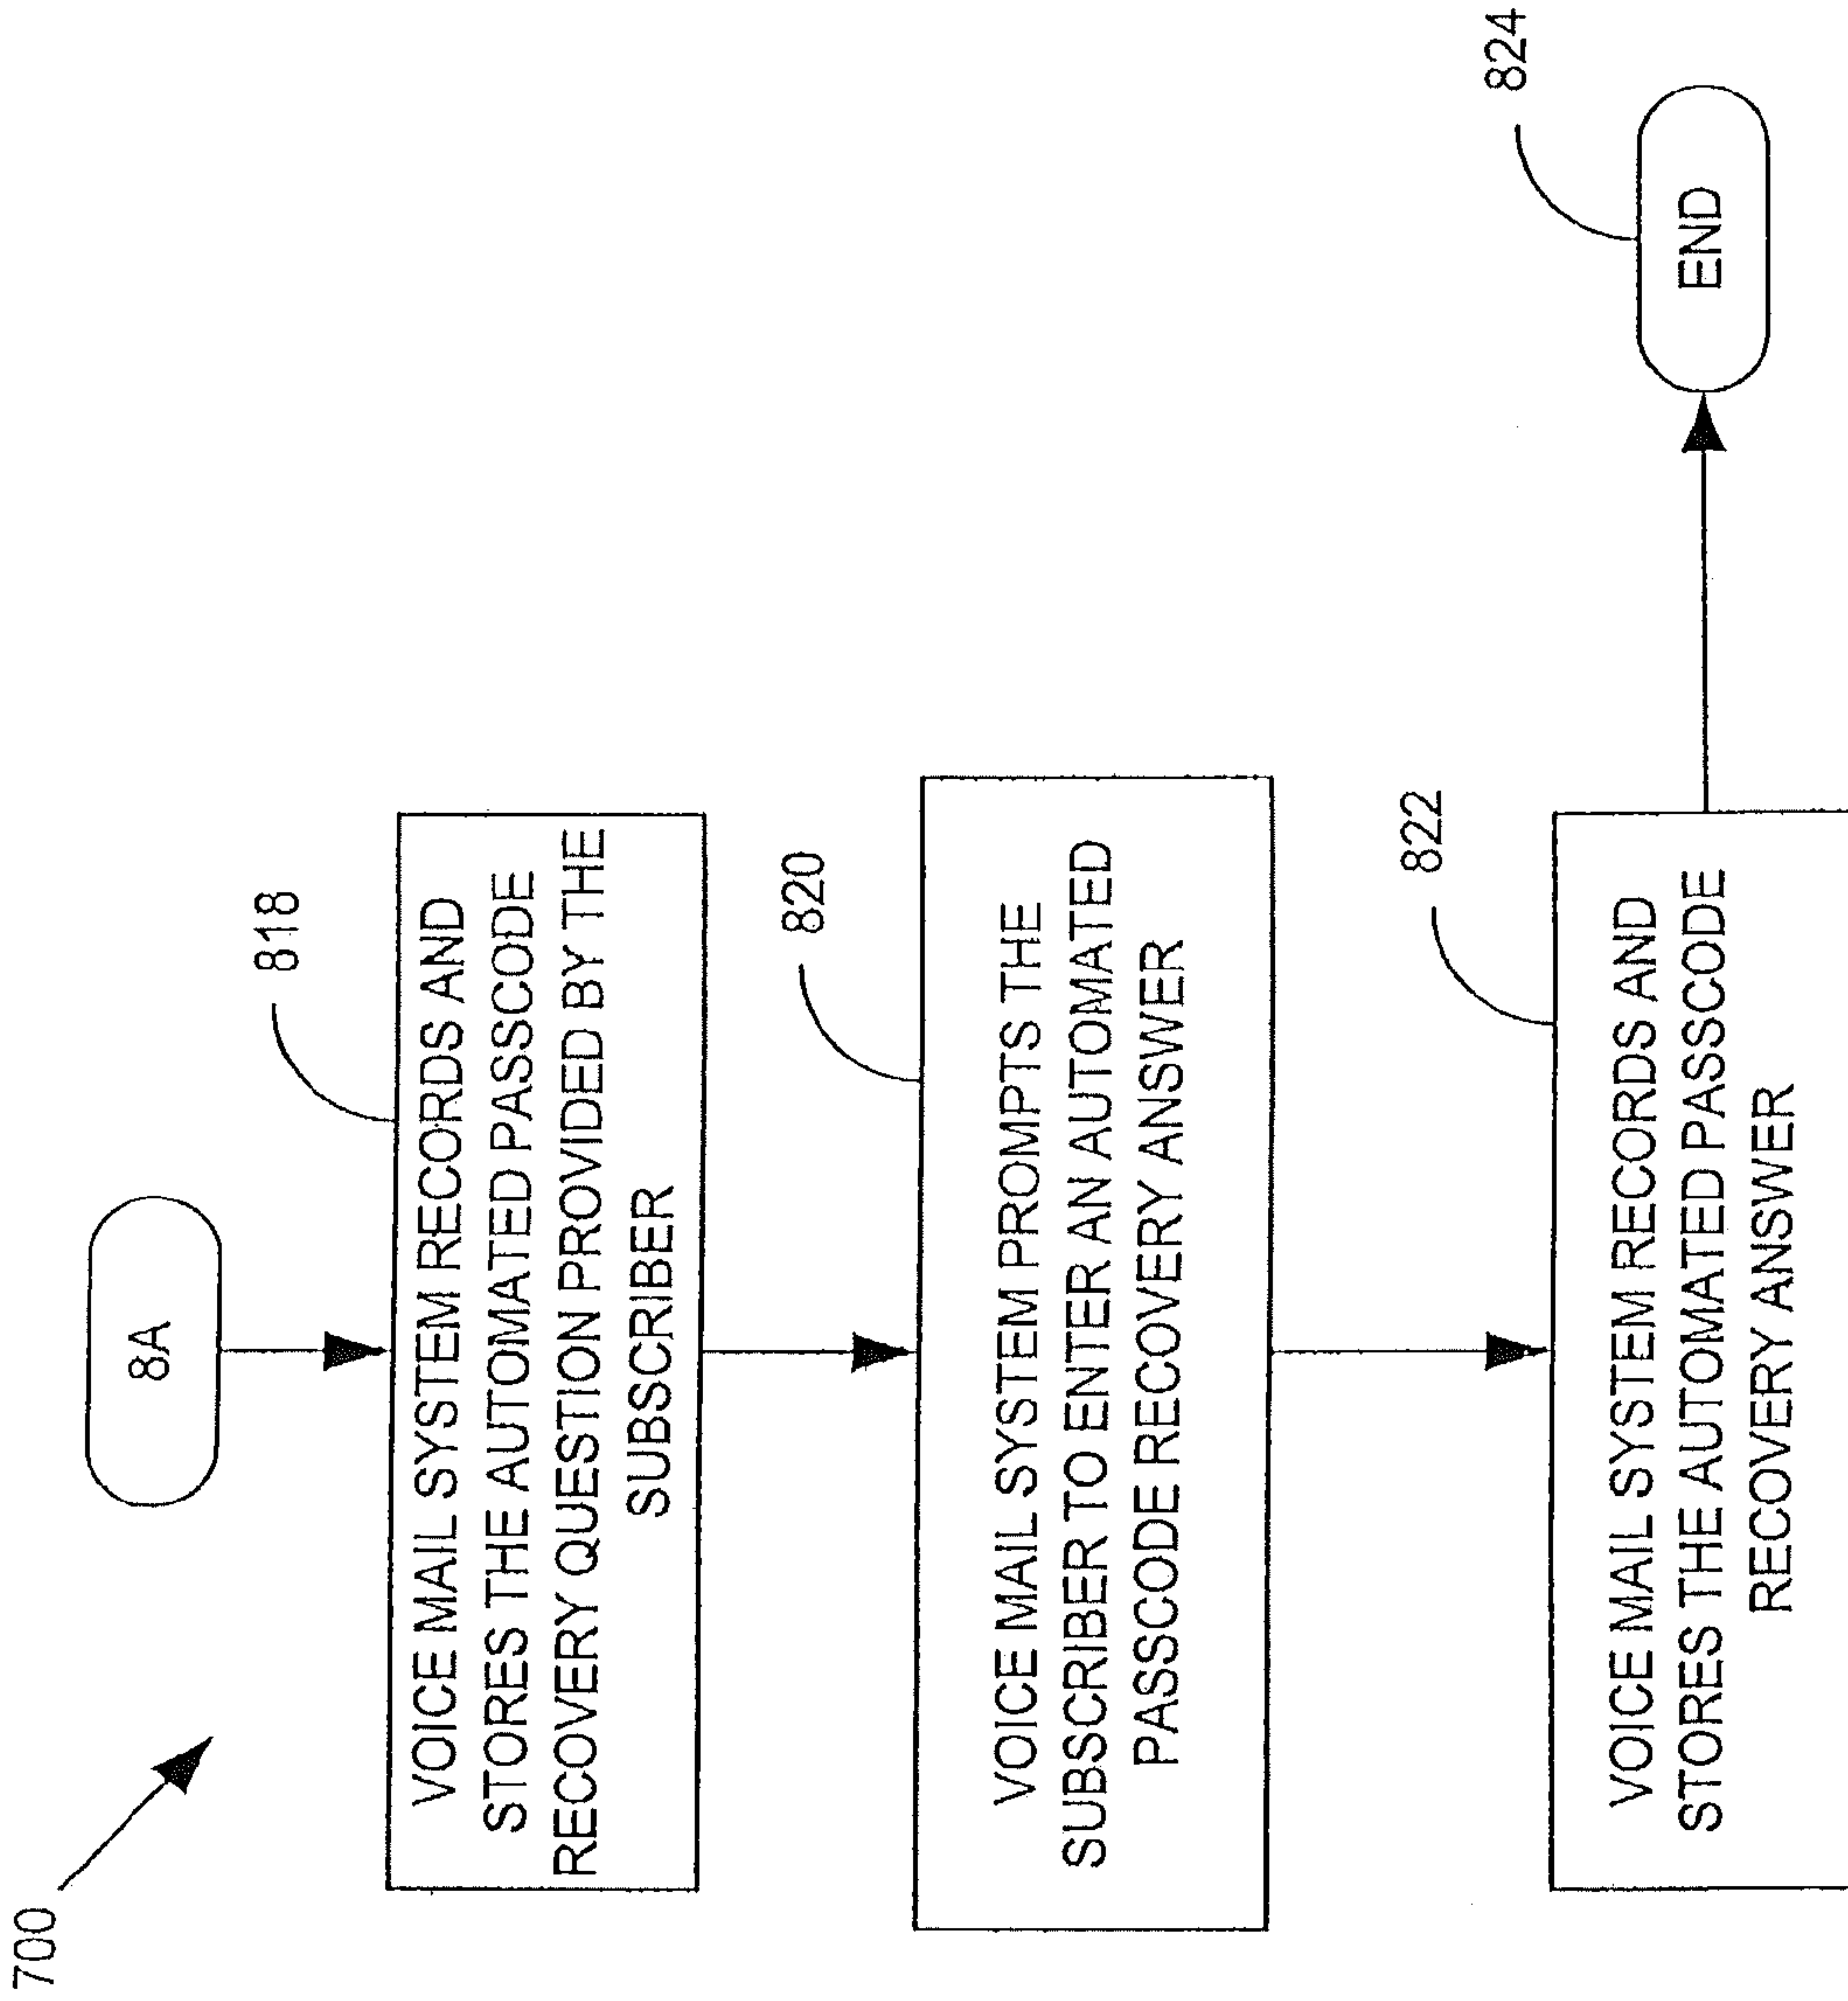 700
8A
818
VOICE MAIL SYSTEM RECORDS AND
STORES THE AUTOMATED PASSCODE
RECOVERY QUESTION PROVIDED BY THE
SUBSCRIBER
820
VOICE MAIL SYSTEM PROMPTS THE
SUBSCRIBER TO ENTER AN AUTOMATED
PASSCODE RECOVERY ANSWER
822
VOICE MAIL SYSTEM RECORDS AND
STORES THE AUTOMATED PASSCODE
RECOVERY ANSWER
824
END